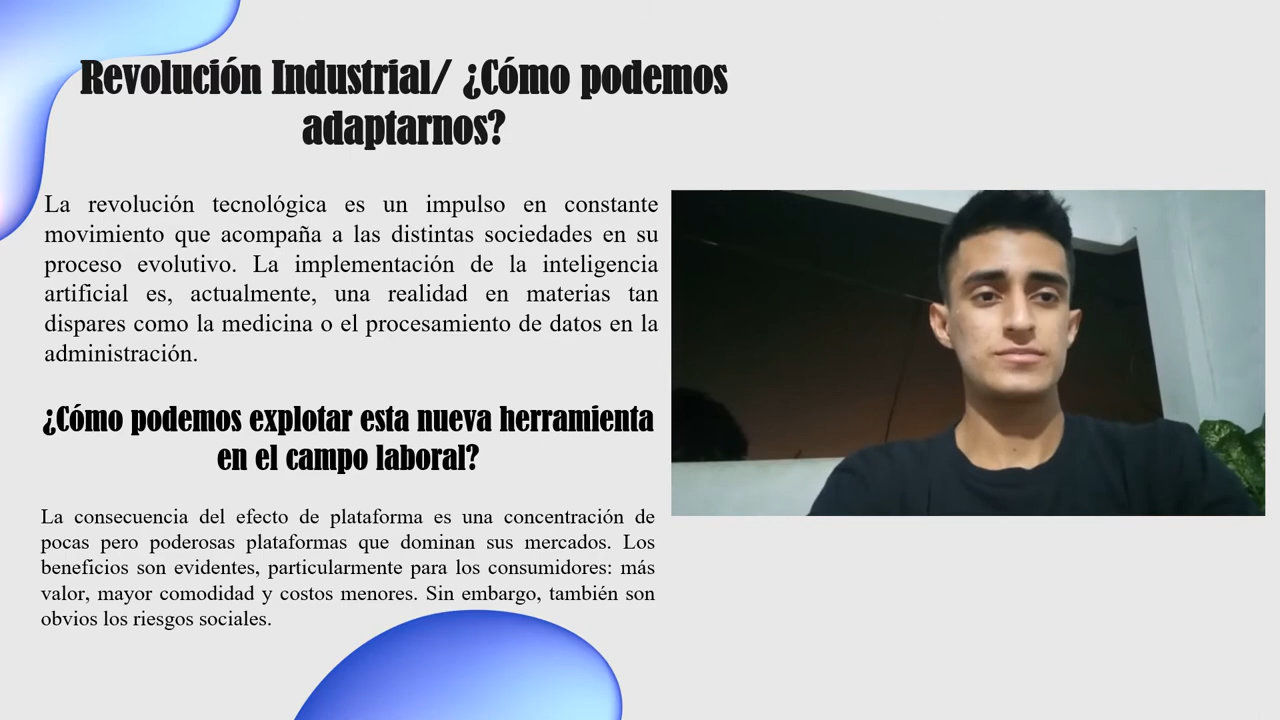 Revolución Industrial/ ¿Cómo podemos
adaptarnos?
La revolución tecnológica es un impulso en constante
movimiento que acompaña a las distintas sociedades en su
proceso evolutivo. La implementación de la inteligencia
artificial es, actualmente, una realidad en materias tan
dispares como la medicina o el procesamiento de datos en la
administración.
¿Cómo podemos explotar esta nueva herramienta
en el campo laboral?
La consecuencia del efecto de plataforma es una concentración de
pocas pero poderosas plataformas que dominan sus mercados. Los
beneficios son evidentes, particularmente para los consumidores: más
valor, mayor comodidad y costos menores. Sin embargo, también son
obvios los riesgos sociales.